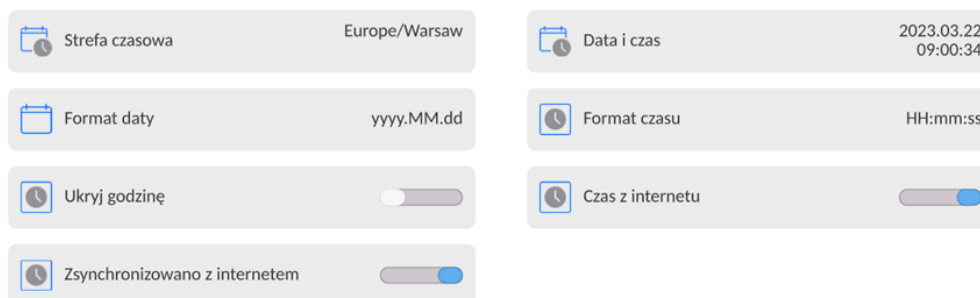 Strefa czasowa
Europe/Warsaw
Data i czas
2023.03.22
09:00:34
Format daty
yyyy.MM.dd
Format czasu
HH:mm:ss
Ukryj godzinę
Czas z internetu
Zsynchronizowano z internetem